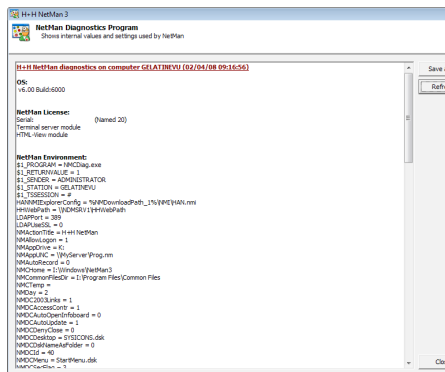 H+H NetMan 3
NetMan Diagnostics Program
Shows internal values and settings used by NetMan
H+H NetMan diagnostics on computer GELATINEVU (02/04/08 09:16:56)
Save
Refre
OS:
v6.00 Build:6000
NetMan License:
Serial: (Named 20)
Terminal server module
HTML-View module
NetMan Environment:
$1_PROGRAM = NMCDiag.exe
$1_RETURNVALUE = 1
$1_SENDER = ADMINISTRATOR
$1_STATION = GELATINEVU
$1_TSSESSION = #
HANNMIExplorerConfig = %NMDownloadPath_1%\NMI\HAN.nmi
HHWebPath = \\NDMSRV1\HHWebPath
LDAPPort = 389
LDAPUseSSL = 0
NMActionTitle = H+H NetMan
NMAllowLogon = 1
NMAppDrive = K:
NMAppUNC = \\MyServer\Prog.nm
NMAutoRecord = 0
NMCHome = I:\Windows\NetMan3
NMCommonFilesDir = I:\Program Files\Common Files
NMCTemp =
NMDay = 2
NMDC2003Links = 1
NMDCAccessContr = 1
NMDCAutoOpenInfoboard = 0
NMDCAutoUpdate = 1
NMDCDenyClose = 0
NMDCDesktop = SYSICONS.dsk
NMDCDskNameAsFolder = 0
NMDCId = 40
NMDCMenu = StartMenu.dsk
NMDCSecFlag = 3
Clo